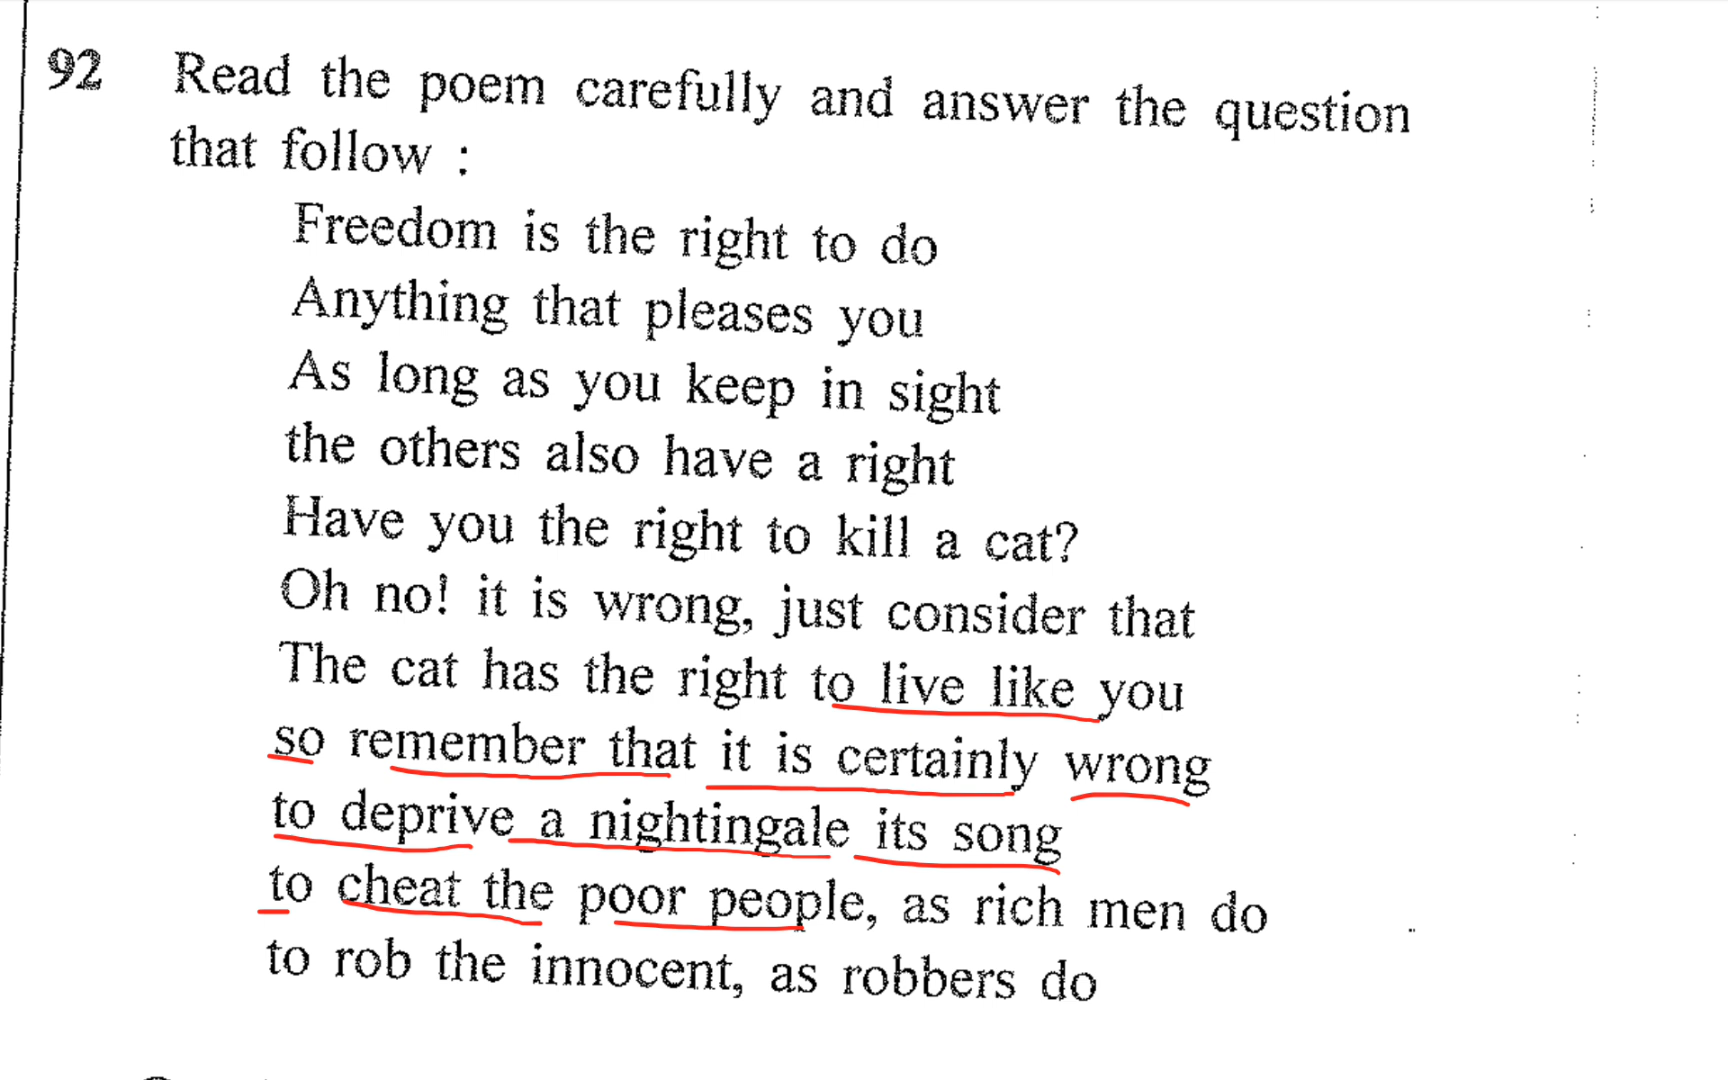 92 Read the poem carefully and answer the question
that follow :
Freedom is the right to do
Anything that pleases you
As long as you keep in sight
the others also have a right
Have you the right to kill a cat?
Oh no! it is wrong, just consider that
The cat has the right to live like you
so remember that it is certainly wrong
to deprive a nightingale its song
to cheat the poor people, as rich men do
to rob the innocent, as robbers do